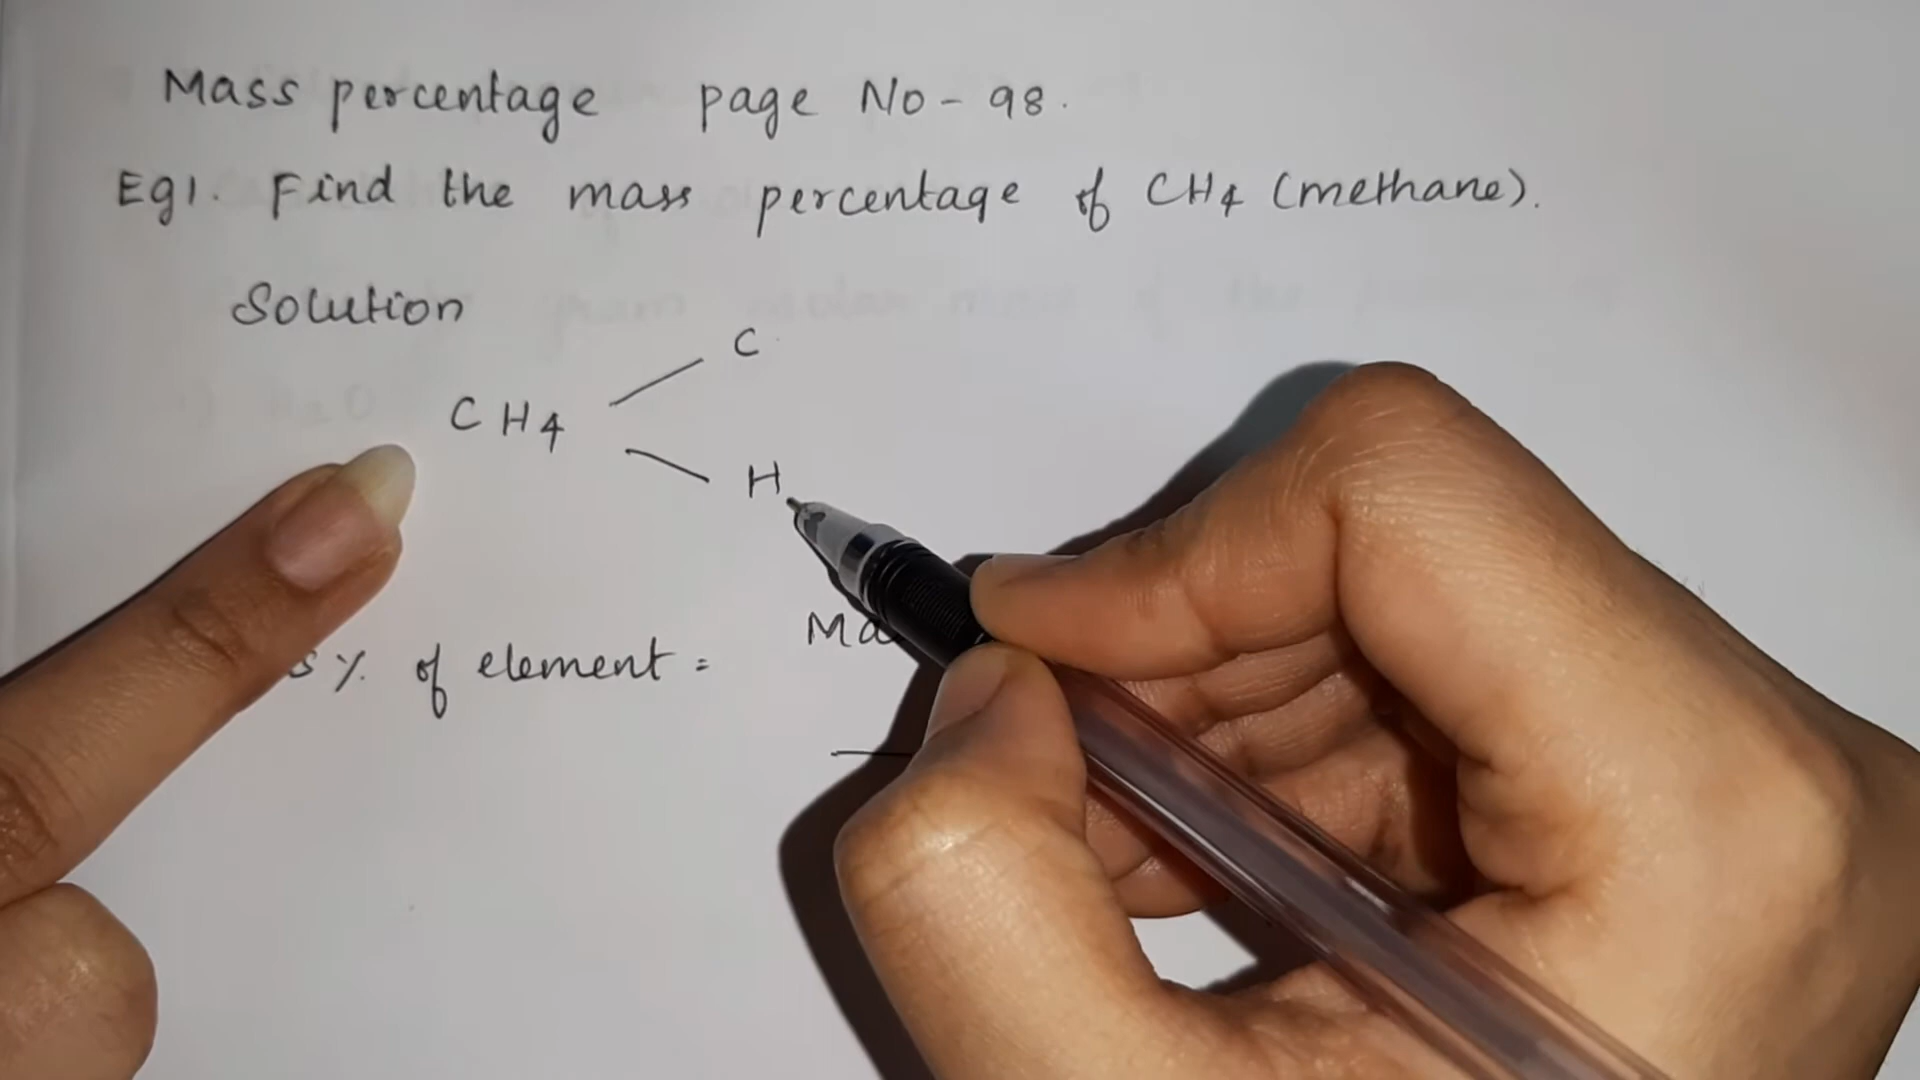 Mass percentage page No - 98.
Eg1. Find the mass percentage of CH4 (methane).
Solution
C
CH4
H
% of element =